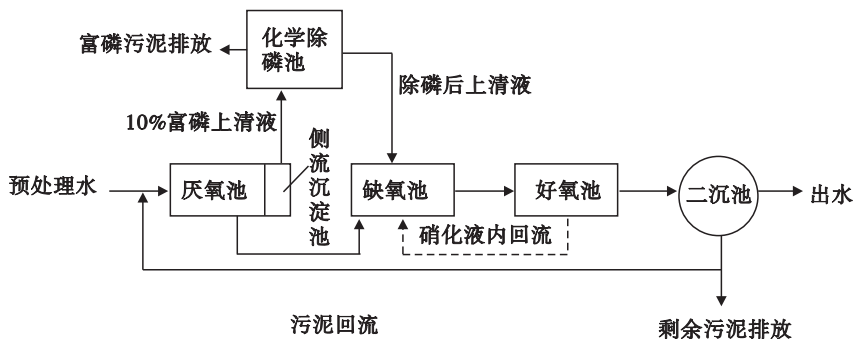 化学除
磷池
富磷污泥排放
除磷后上清液
10%富磷上清液
侧
流
沉
淀
池
预处理水
厌氧池
缺氧池
好氧池
二沉池
出水
硝化液内回流
污泥回流
剩余污泥排放